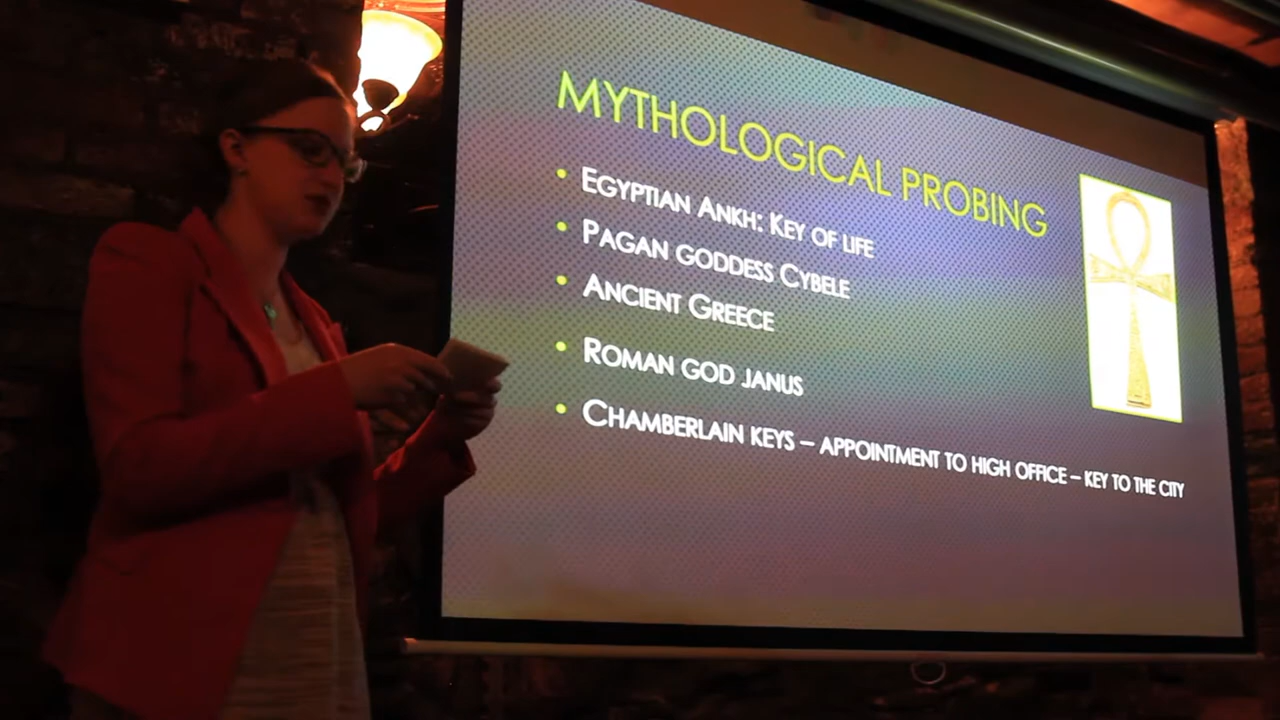 MYTHOLOGICAL PROBING
• EGYPTIAN ANKH: KEY OF LIFE
• PAGAN GODDESS CYBELE
• ANCIENT GREECE
• ROMAN GOD JANUS
• CHAMBERLAIN KEYS – APPOINTMENT TO HIGH OFFICE – KEY TO THE CITY